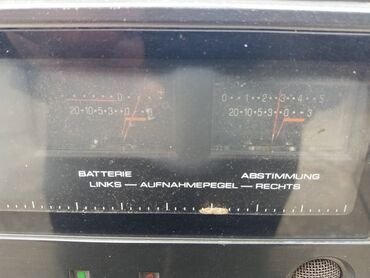 0
20·10·5·3··0··3
0 · 1 · 2 · 3 · 4 · 5
20·10·5·3··0··3
BATTERIE ABSTIMMUNG
LINKS — AUFNAHMEPEGEL — RECHTS